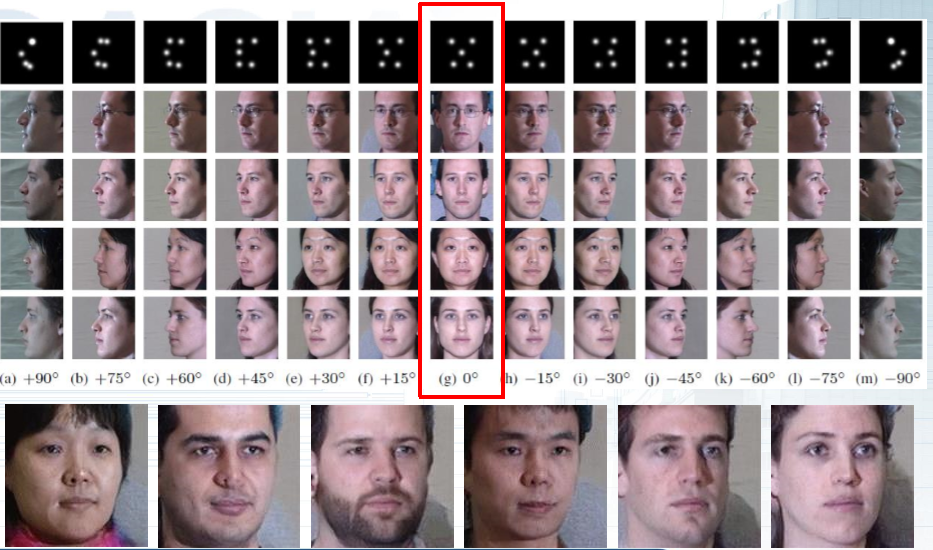 (a) +90° (b) +75° (c) +60° (d) +45° (e) +30° (f) +15° (g) 0° (h) −15° (i) −30° (j) −45° (k) −60° (l) −75° (m) −90°